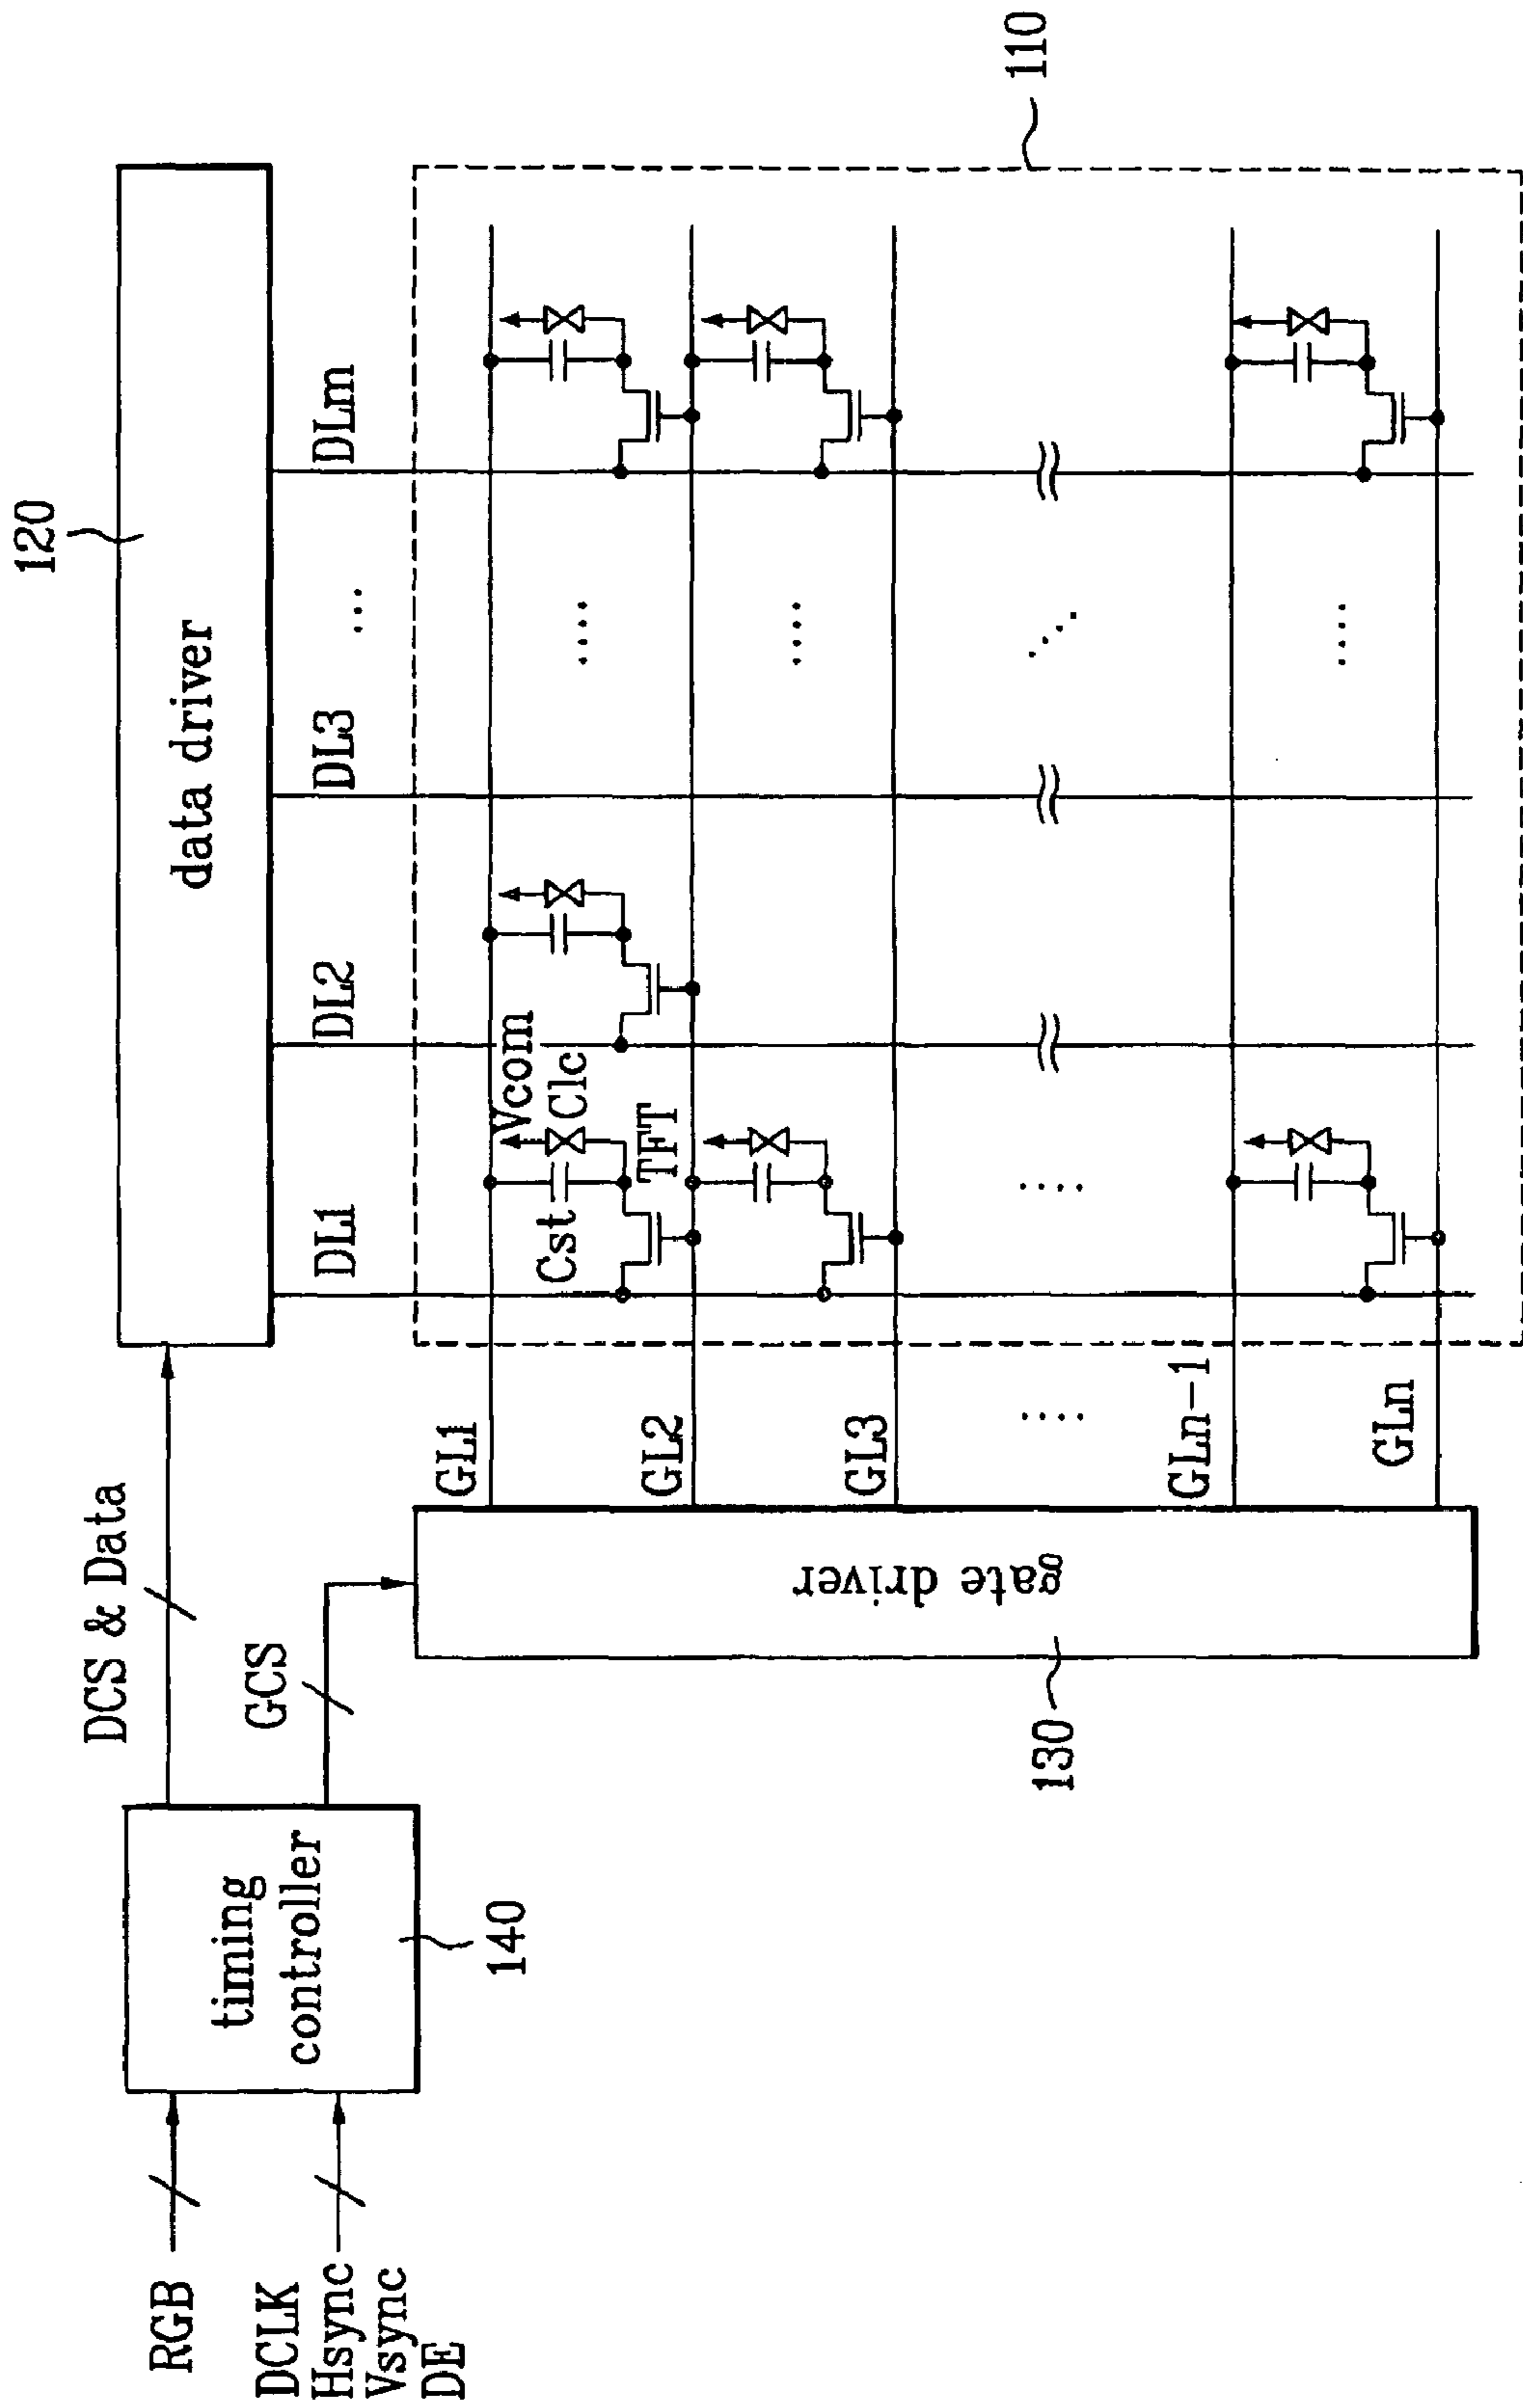 RGB
DCLK
Hsync
Vsync
DE
timing
controller
140
DCS & Data
GCS
data driver
120
gate driver
130
DL1
DL2
DL3
...
DLm
110
GL1
GL2
GL3
....
GLn-1
GLn
Vcom
Cst
Clc
TFT